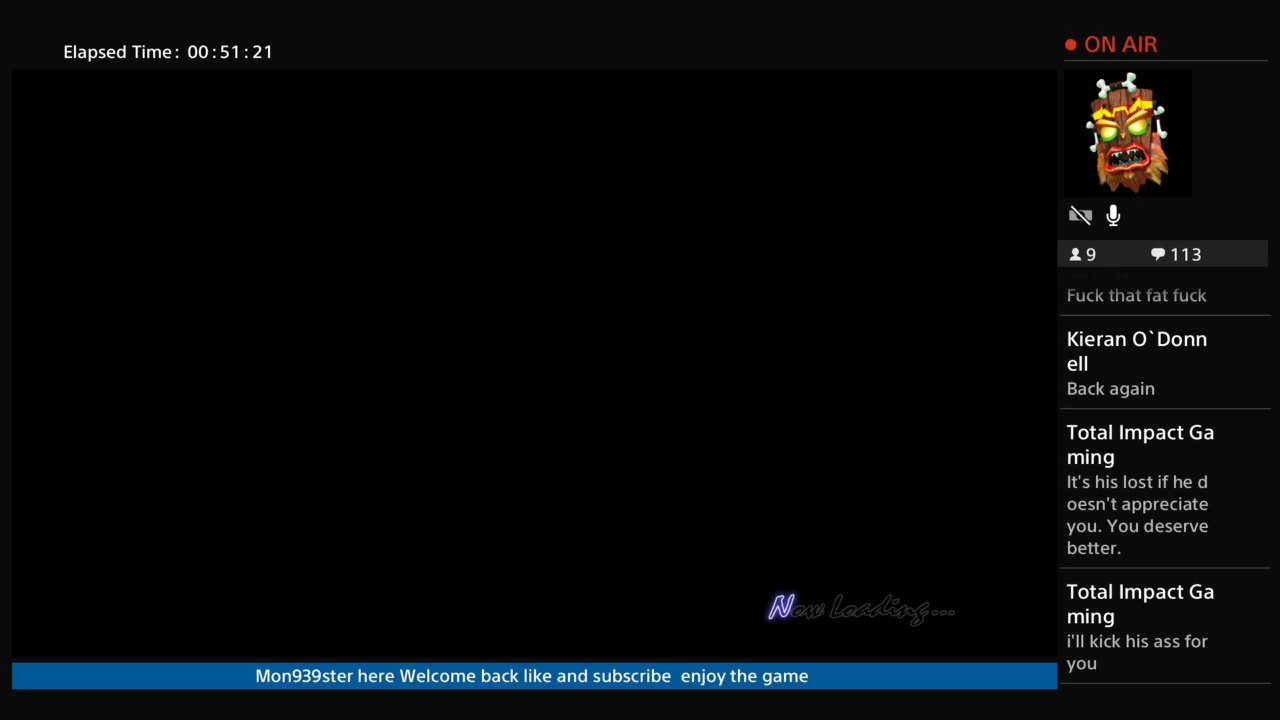 Elapsed Time: 00:51:21
ON AIR
9 113
Fuck that fat fuck
Kieran O`Donn
ell
Back again
Total Impact Ga
ming
It's his lost if he d
oesn't appreciate
you. You deserve
better.
Total Impact Ga
ming
i'll kick his ass for
you
Now Loading...
Mon939ster here Welcome back like and subscribe enjoy the game